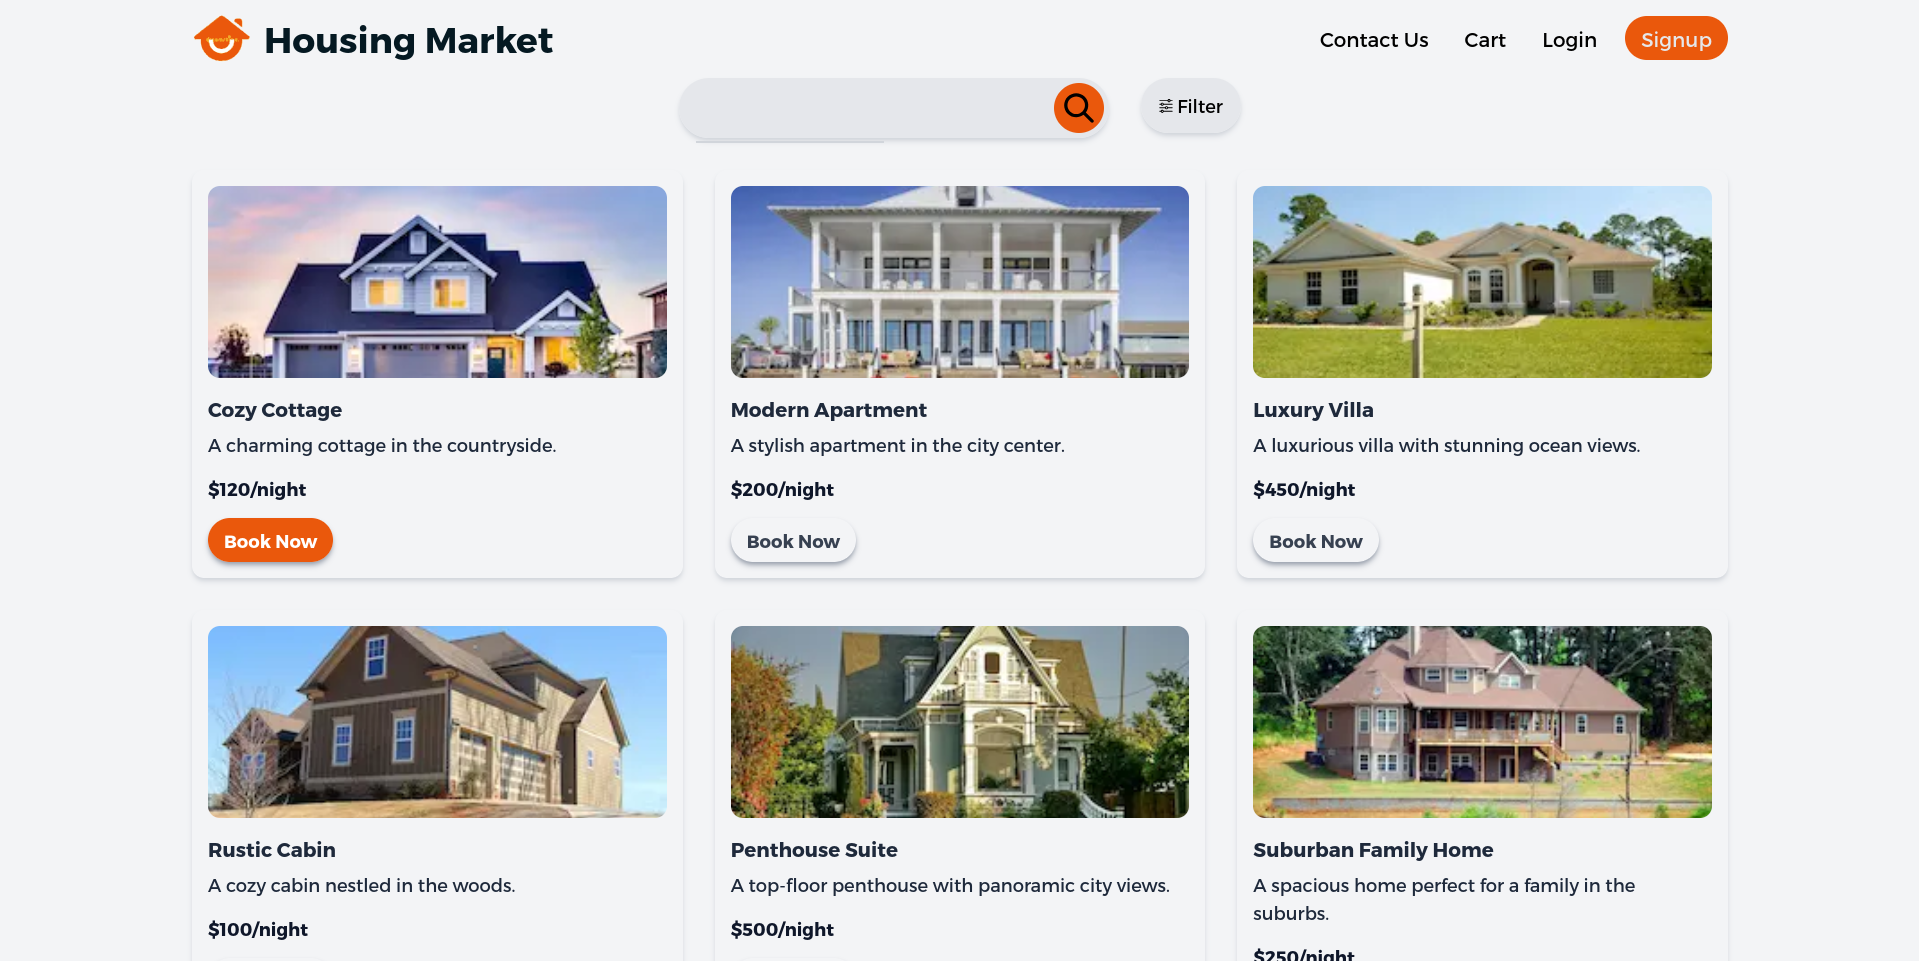 Housing Market
Contact Us
Cart
Login
Signup
Filter
Cozy Cottage
A charming cottage in the countryside.
$120/night
Book Now
Modern Apartment
A stylish apartment in the city center.
$200/night
Book Now
Luxury Villa
A luxurious villa with stunning ocean views.
$450/night
Book Now
Rustic Cabin
A cozy cabin nestled in the woods.
$100/night
Penthouse Suite
A top-floor penthouse with panoramic city views.
$500/night
Suburban Family Home
A spacious home perfect for a family in the
suburbs.
$250/night